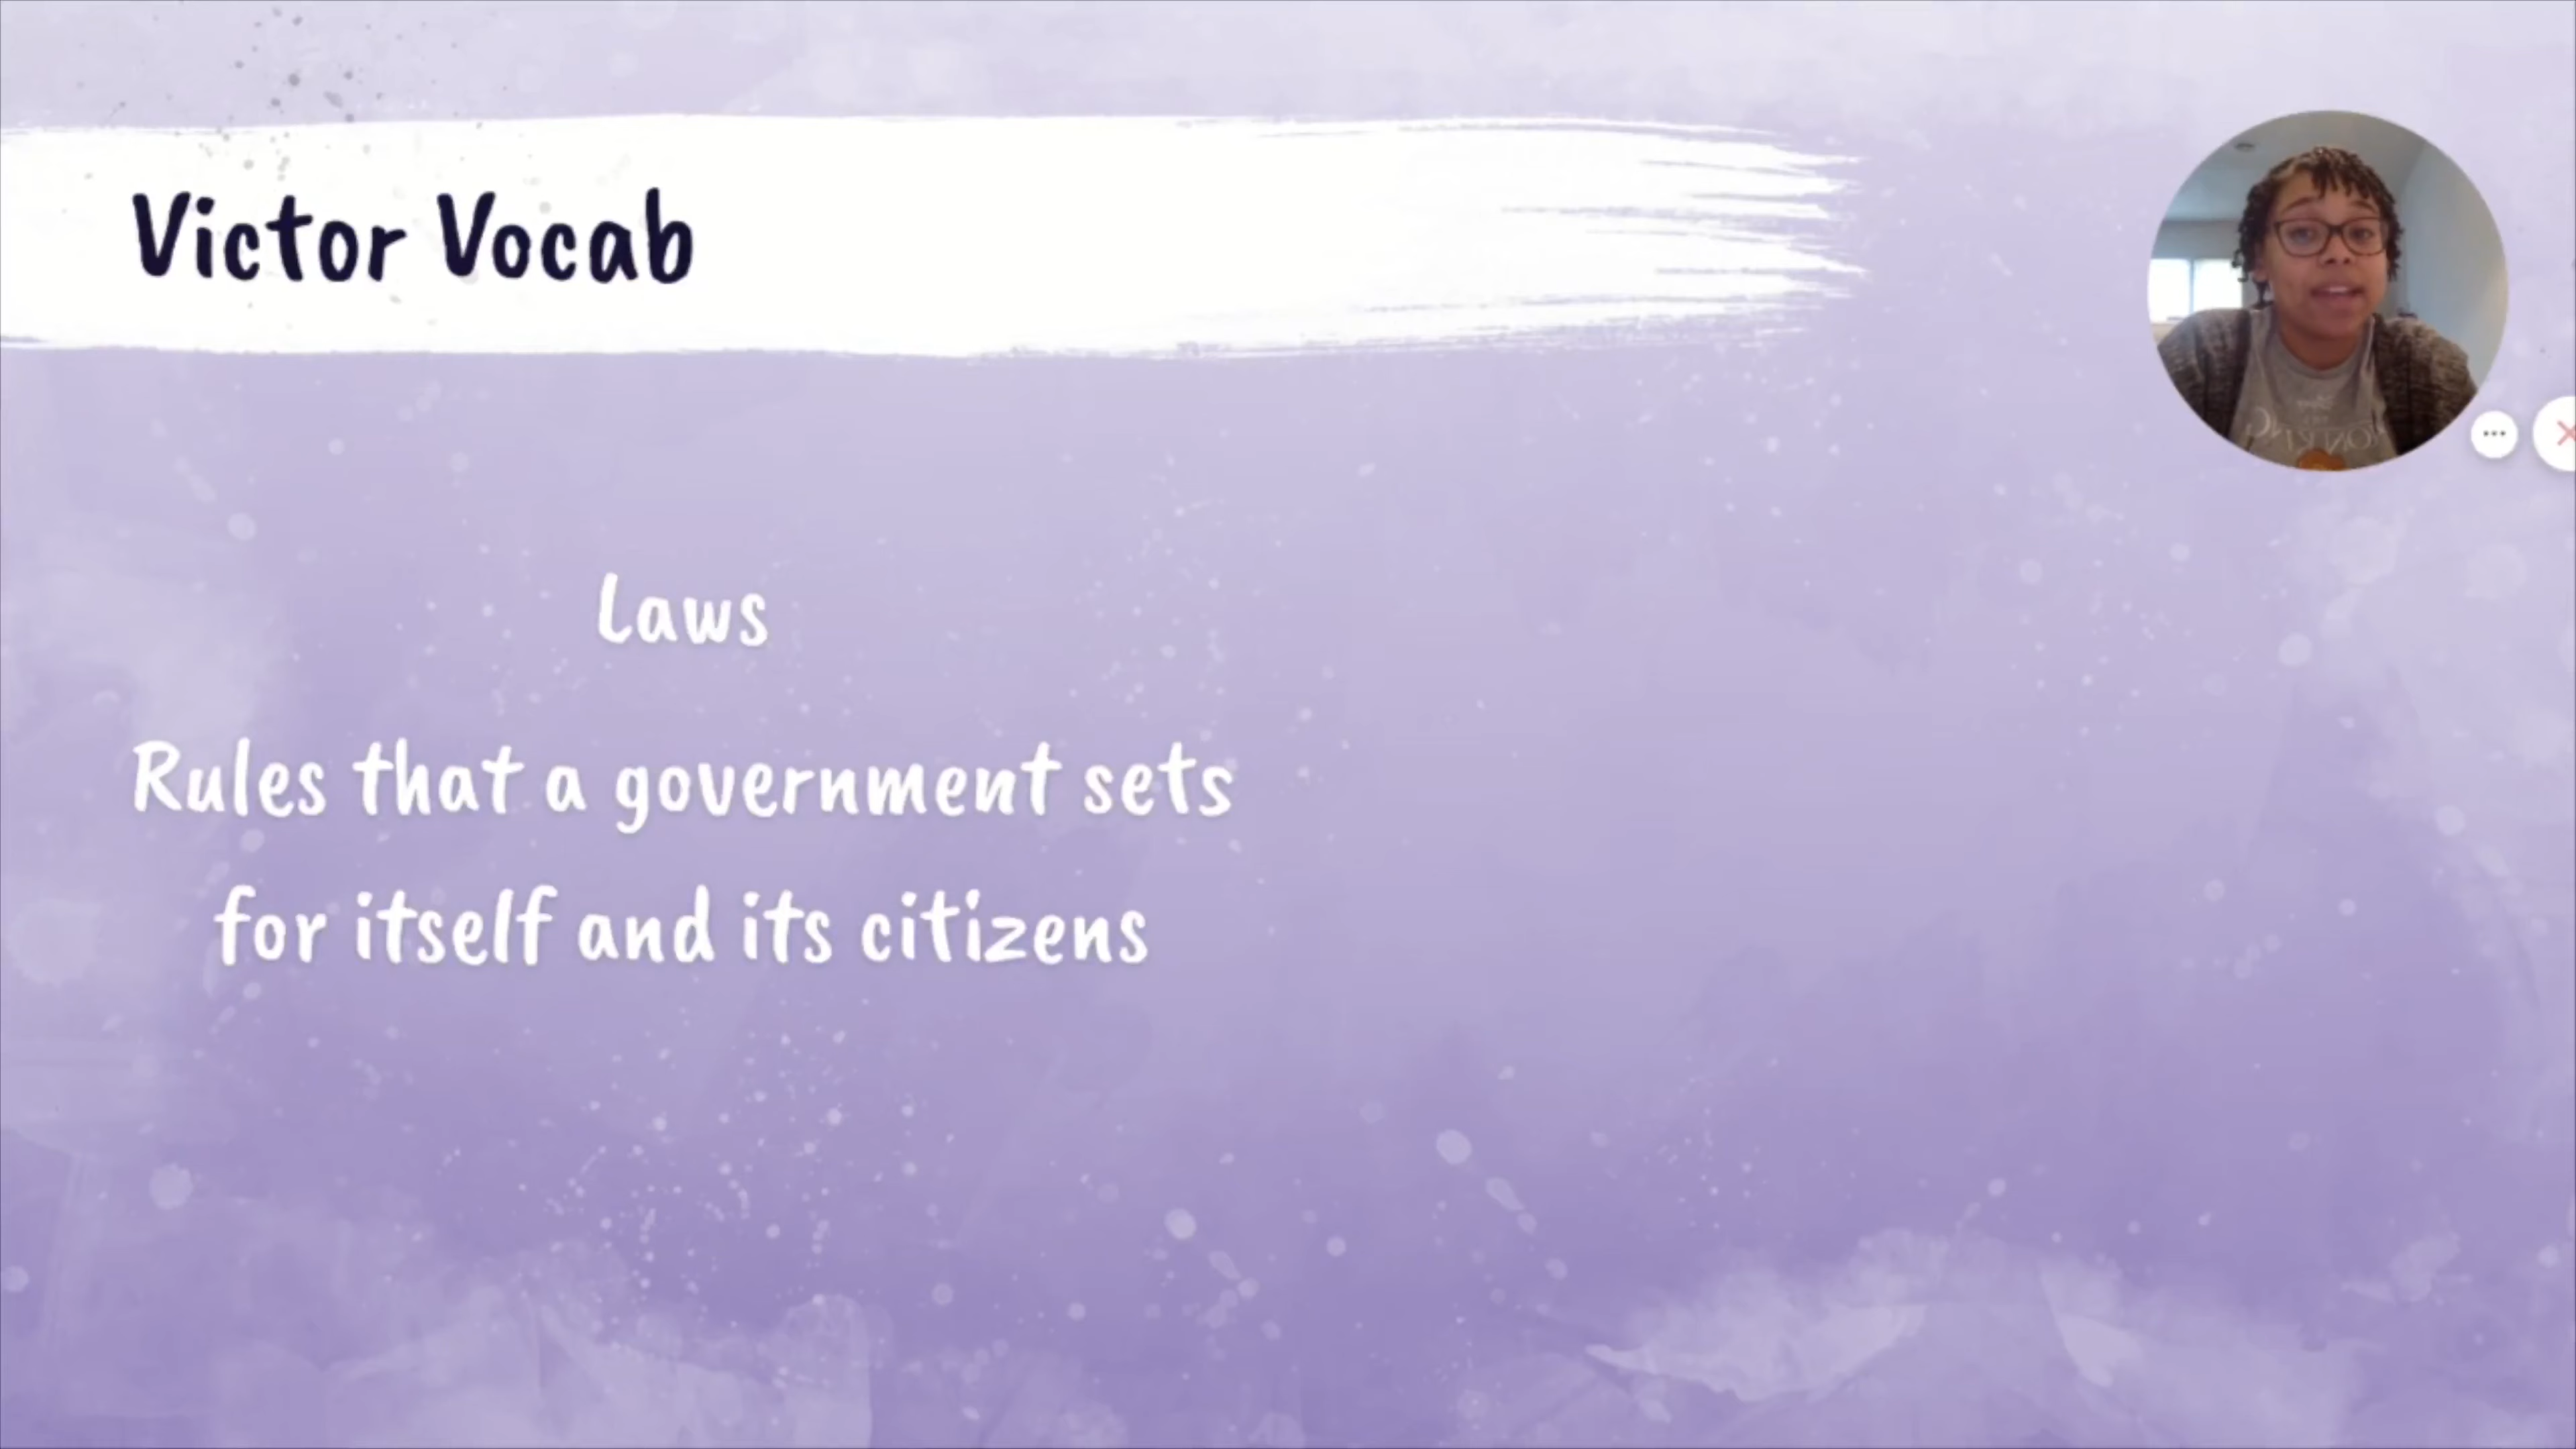 Victor Vocab
Laws
Rules that a government sets
for itself and its citizens